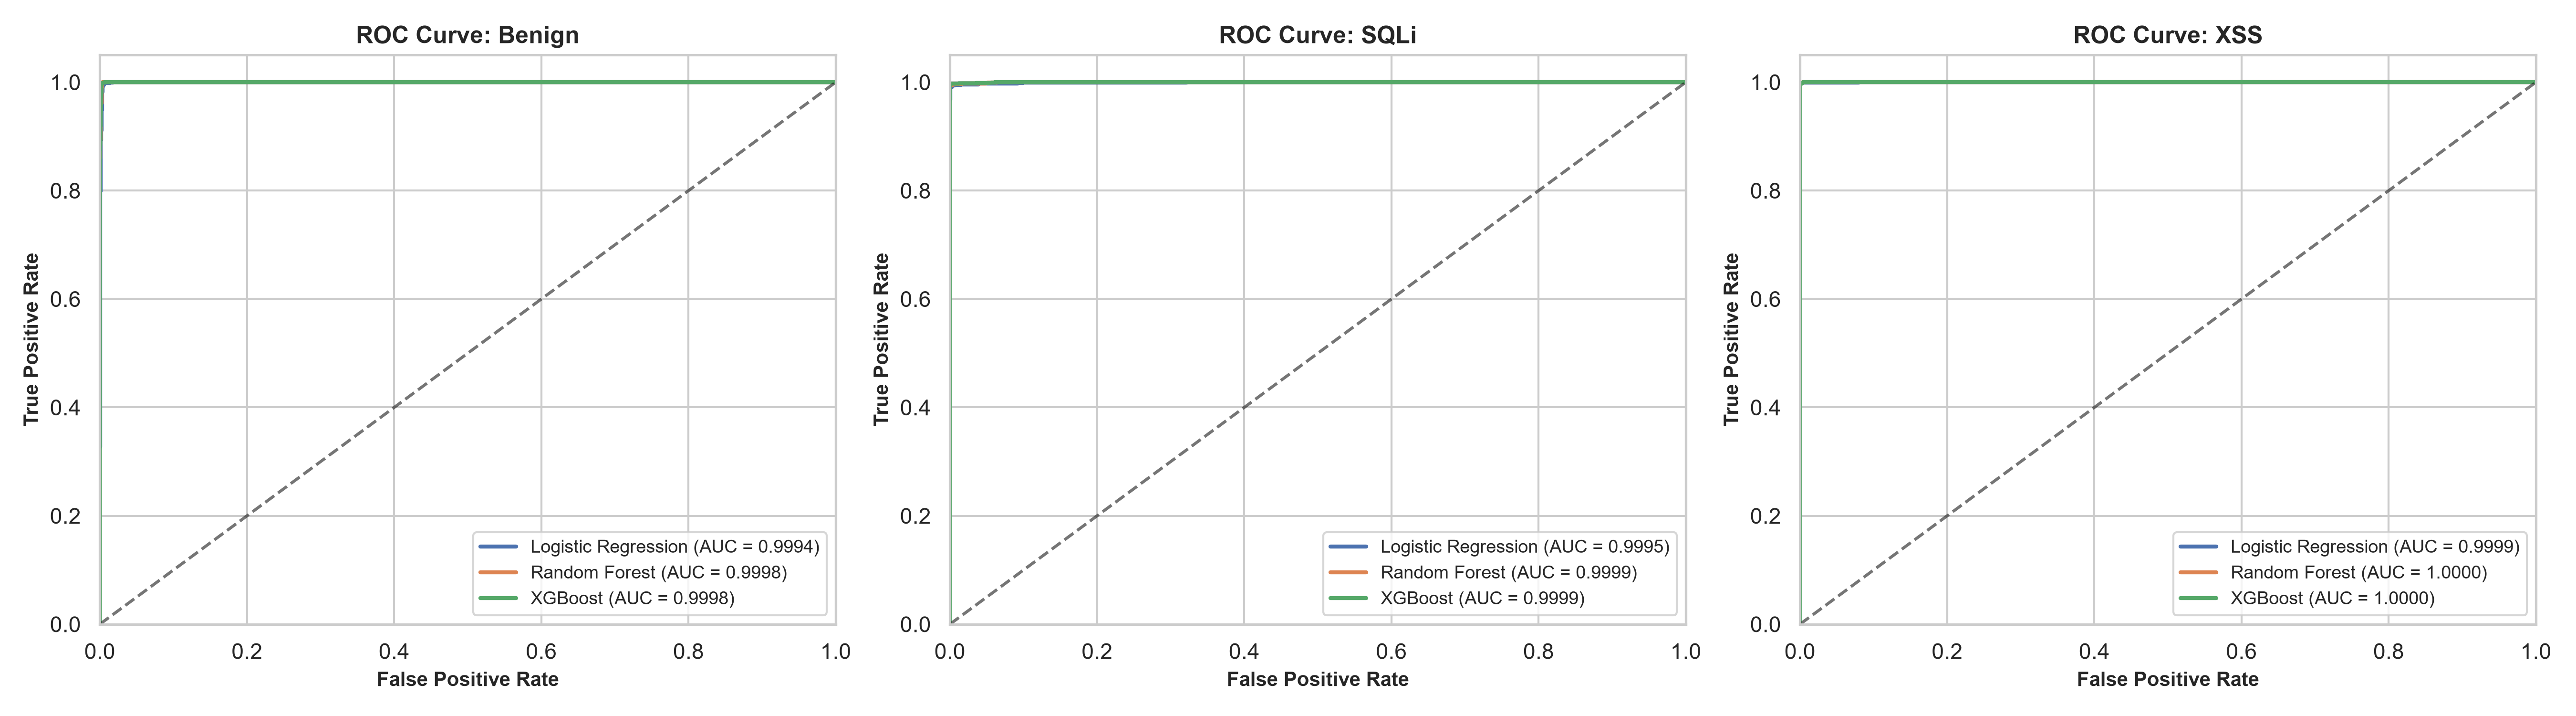 ROC Curve: Benign
1.0
0.8
0.6
0.4
0.2
0.0
True Positive Rate
Logistic Regression (AUC = 0.9994)
Random Forest (AUC = 0.9998)
XGBoost (AUC = 0.9998)
0.0 0.2 0.4 0.6 0.8 1.0
False Positive Rate
ROC Curve: SQLi
1.0
0.8
0.6
0.4
0.2
0.0
True Positive Rate
Logistic Regression (AUC = 0.9995)
Random Forest (AUC = 0.9999)
XGBoost (AUC = 0.9999)
0.0 0.2 0.4 0.6 0.8 1.0
False Positive Rate
ROC Curve: XSS
1.0
0.8
0.6
0.4
0.2
0.0
True Positive Rate
Logistic Regression (AUC = 0.9999)
Random Forest (AUC = 1.0000)
XGBoost (AUC = 1.0000)
0.0 0.2 0.4 0.6 0.8 1.0
False Positive Rate